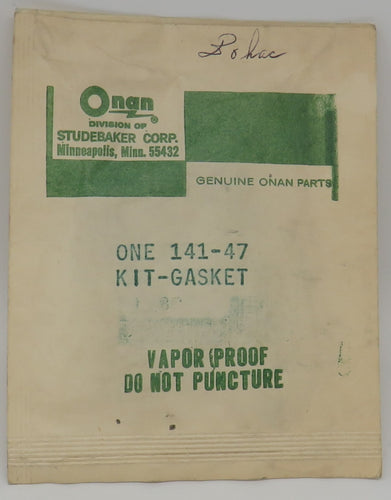 Bohac
Onan ®
DIVISION OF
STUDEBAKER CORP.
Minneapolis, Minn. 55432
GENUINE ONAN PARTS
ONE 141-47
KIT-GASKET
VAPOR PROOF
DO NOT PUNCTURE